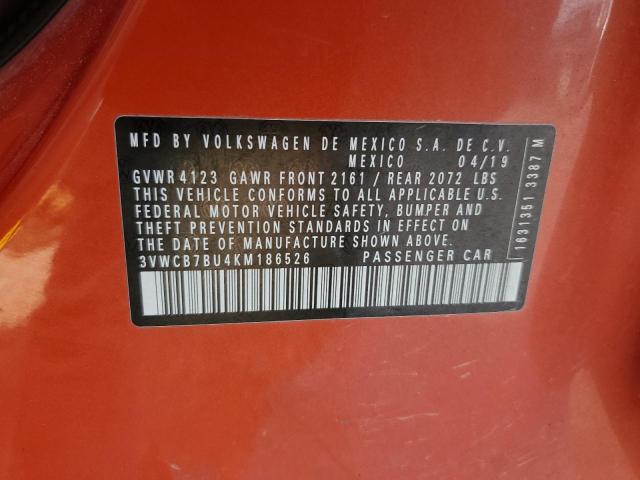 MFD BY VOLKSWAGEN DE MEXICO S.A. DE C.V.
MEXICO 04/19
GVWR 4123 GAWR FRONT 2161 / REAR 2072 LBS
THIS VEHICLE CONFORMS TO ALL APPLICABLE U.S.
FEDERAL MOTOR VEHICLE SAFETY, BUMPER AND
THEFT PREVENTION STANDARDS IN EFFECT ON
THE DATE OF MANUFACTURE SHOWN ABOVE.
3VWCB7BU4KM186526 PASSENGER CAR
1631351 3387 M